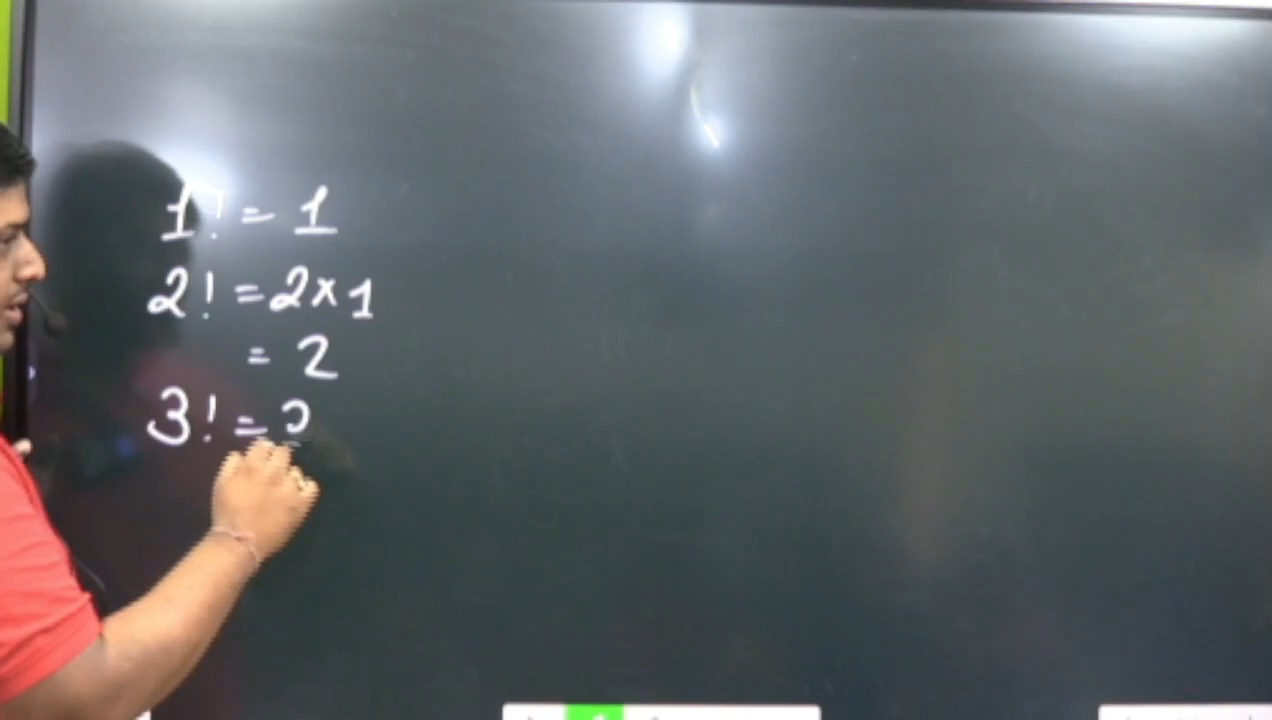 1! = 1
2! = 2 × 1
= 2
3! =